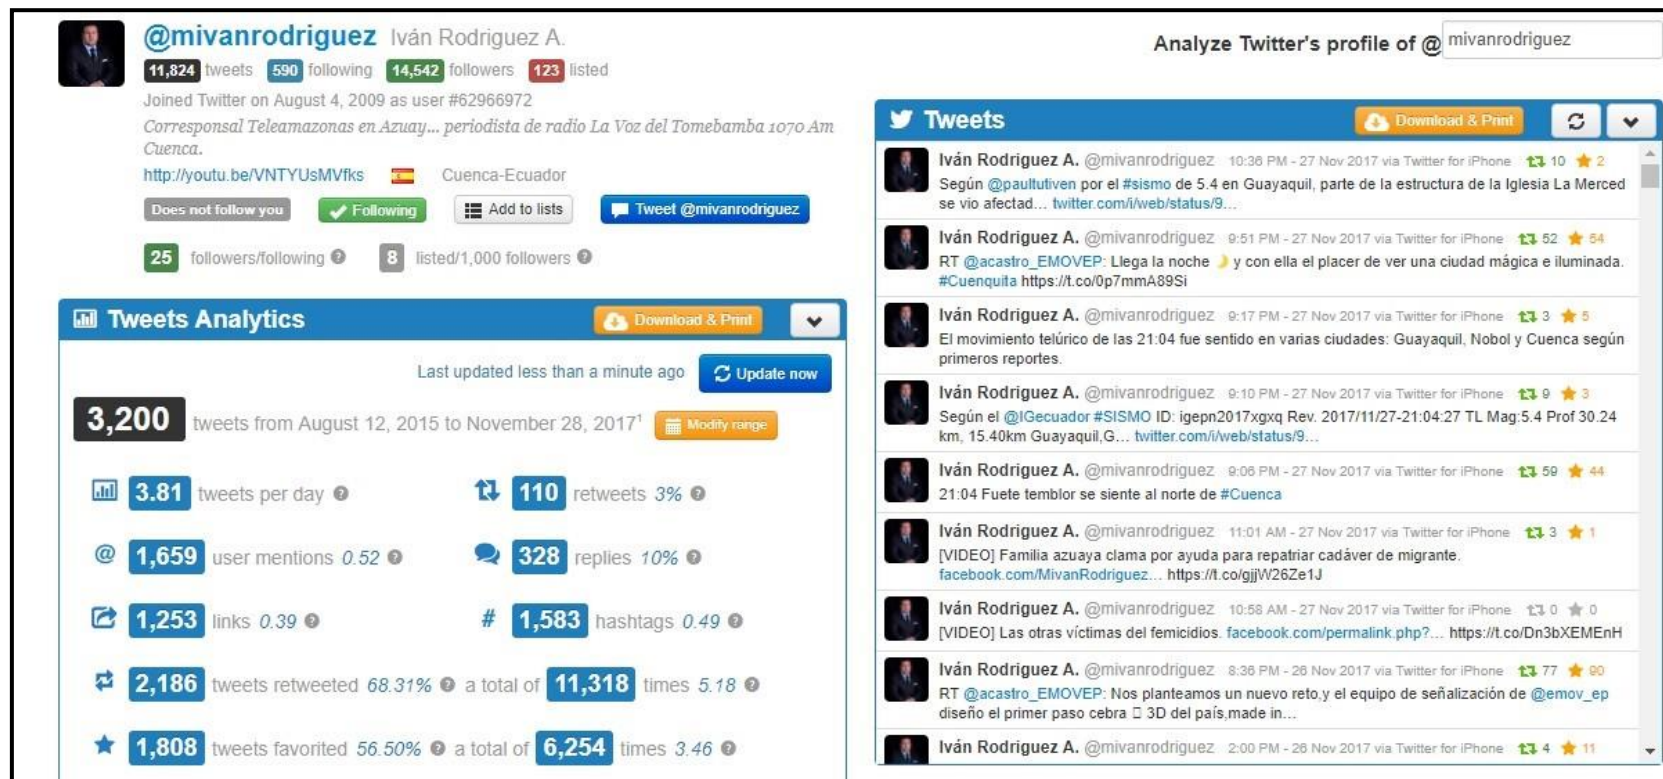 @mivanrodriguez Iván Rodriguez A.
11,824 tweets 590 following 14,542 followers 123 listed
Joined Twitter on August 4, 2009 as user #62966972
Corresponsal Teleamazonas en Azuay... periodista de radio La Voz del Tomebamba 1070 Am
Cuenca.
http://youtu.be/VNTYUsMVfks Cuenca-Ecuador
Does not follow you Following Add to lists Tweet @mivanrodriguez
25 followers/following ? 8 listed/1,000 followers ?
Tweets Analytics Download & Print
Last updated less than a minute ago Update now
3,200 tweets from August 12, 2015 to November 28, 2017¹ Modify range
3.81 tweets per day ? 110 retweets 3% ?
@ 1,659 user mentions 0.52 ? 328 replies 10% ?
1,253 links 0.39 ? # 1,583 hashtags 0.49 ?
2,186 tweets retweeted 68.31% ? a total of 11,318 times 5.18 ?
1,808 tweets favorited 56.50% ? a total of 6,254 times 3.46 ?
Analyze Twitter's profile of @ mivanrodriguez
Tweets Download & Print
Iván Rodriguez A. @mivanrodriguez 10:36 PM - 27 Nov 2017 via Twitter for iPhone 10 2
Según @paultutiven por el #sismo de 5.4 en Guayaquil, parte de la estructura de la Iglesia La Merced
se vio afectad... twitter.com/i/web/status/9...
Iván Rodriguez A. @mivanrodriguez 9:51 PM - 27 Nov 2017 via Twitter for iPhone 52 54
RT @acastro_EMOVEP: Llega la noche 🌙 y con ella el placer de ver una ciudad mágica e iluminada.
#Cuenquita https://t.co/0p7mmA89Si
Iván Rodriguez A. @mivanrodriguez 9:17 PM - 27 Nov 2017 via Twitter for iPhone 3 5
El movimiento telúrico de las 21:04 fue sentido en varias ciudades: Guayaquil, Nobol y Cuenca según
primeros reportes.
Iván Rodriguez A. @mivanrodriguez 9:10 PM - 27 Nov 2017 via Twitter for iPhone 9 3
Según el @IGecuador #SISMO ID: igepn2017xgxq Rev. 2017/11/27-21:04:27 TL Mag:5.4 Prof 30.24
km, 15.40km Guayaquil,G... twitter.com/i/web/status/9...
Iván Rodriguez A. @mivanrodriguez 9:06 PM - 27 Nov 2017 via Twitter for iPhone 59 44
21:04 Fuete temblor se siente al norte de #Cuenca
Iván Rodriguez A. @mivanrodriguez 11:01 AM - 27 Nov 2017 via Twitter for iPhone 3 1
[VIDEO] Familia azuaya clama por ayuda para repatriar cadáver de migrante.
facebook.com/MivanRodriguez... https://t.co/gjjW26Ze1J
Iván Rodriguez A. @mivanrodriguez 10:58 AM - 27 Nov 2017 via Twitter for iPhone 0 0
[VIDEO] Las otras víctimas del femicidios. facebook.com/permalink.php?... https://t.co/Dn3bXEMEnH
Iván Rodriguez A. @mivanrodriguez 8:36 PM - 26 Nov 2017 via Twitter for iPhone 77 90
RT @acastro_EMOVEP: Nos planteamos un nuevo reto,y el equipo de señalización de @emov_ep
diseño el primer paso cebra 3D del país,made in...
Iván Rodriguez A. @mivanrodriguez 2:00 PM - 26 Nov 2017 via Twitter for iPhone 4 11